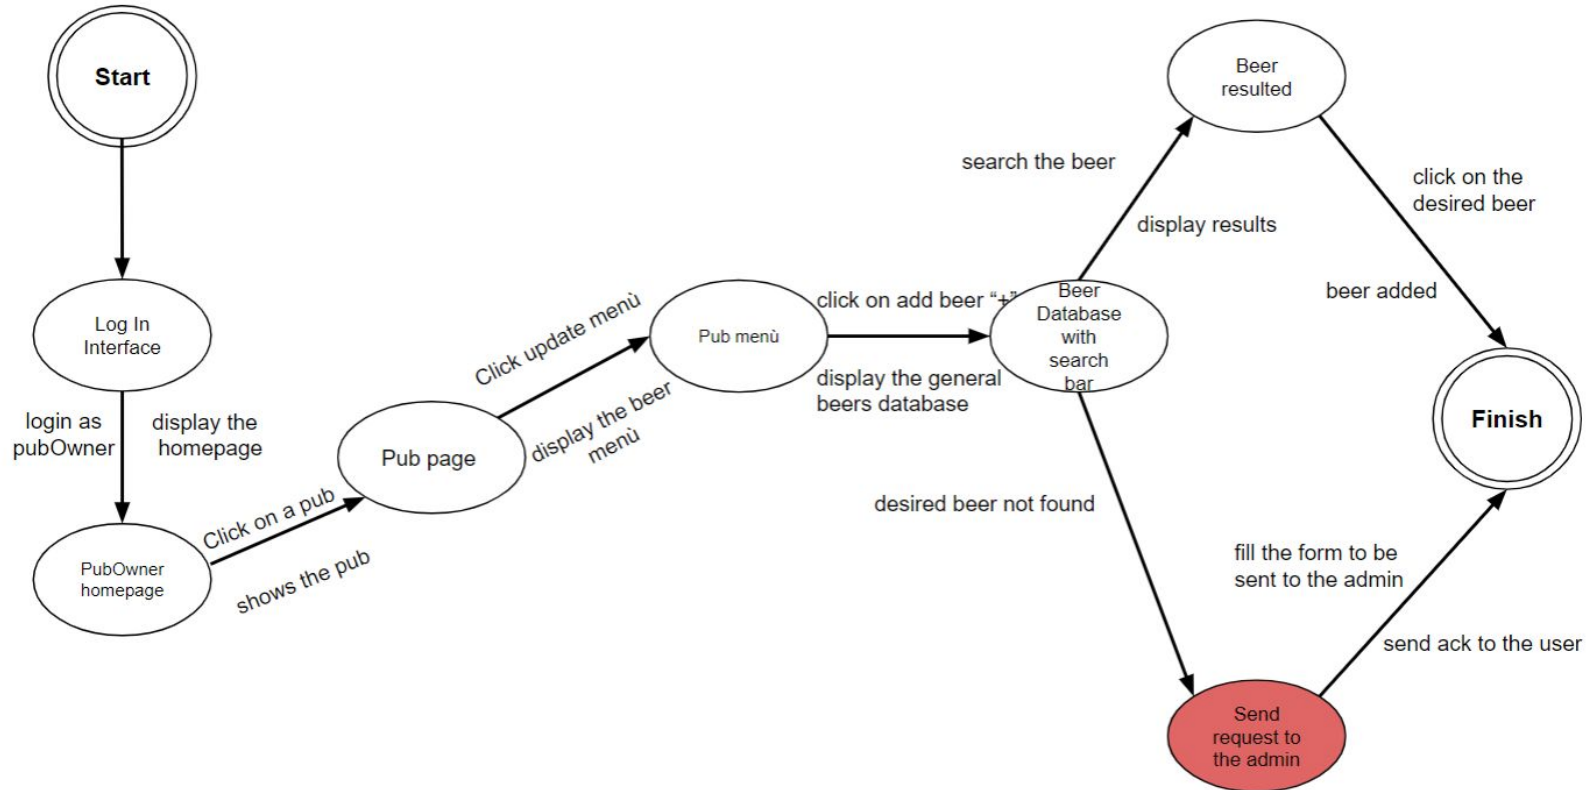 Start
Log In
Interface
login as
pubOwner
display the
homepage
PubOwner
homepage
Click on a pub
shows the pub
Pub page
Click update menù
display the beer
menù
Pub menù
click on add beer “+”
display the general
beers database
Beer
Database
with
search
bar
search the beer
display results
Beer
resulted
click on the
desired beer
beer added
desired beer not found
Send
request to
the admin
fill the form to be
sent to the admin
send ack to the user
Finish